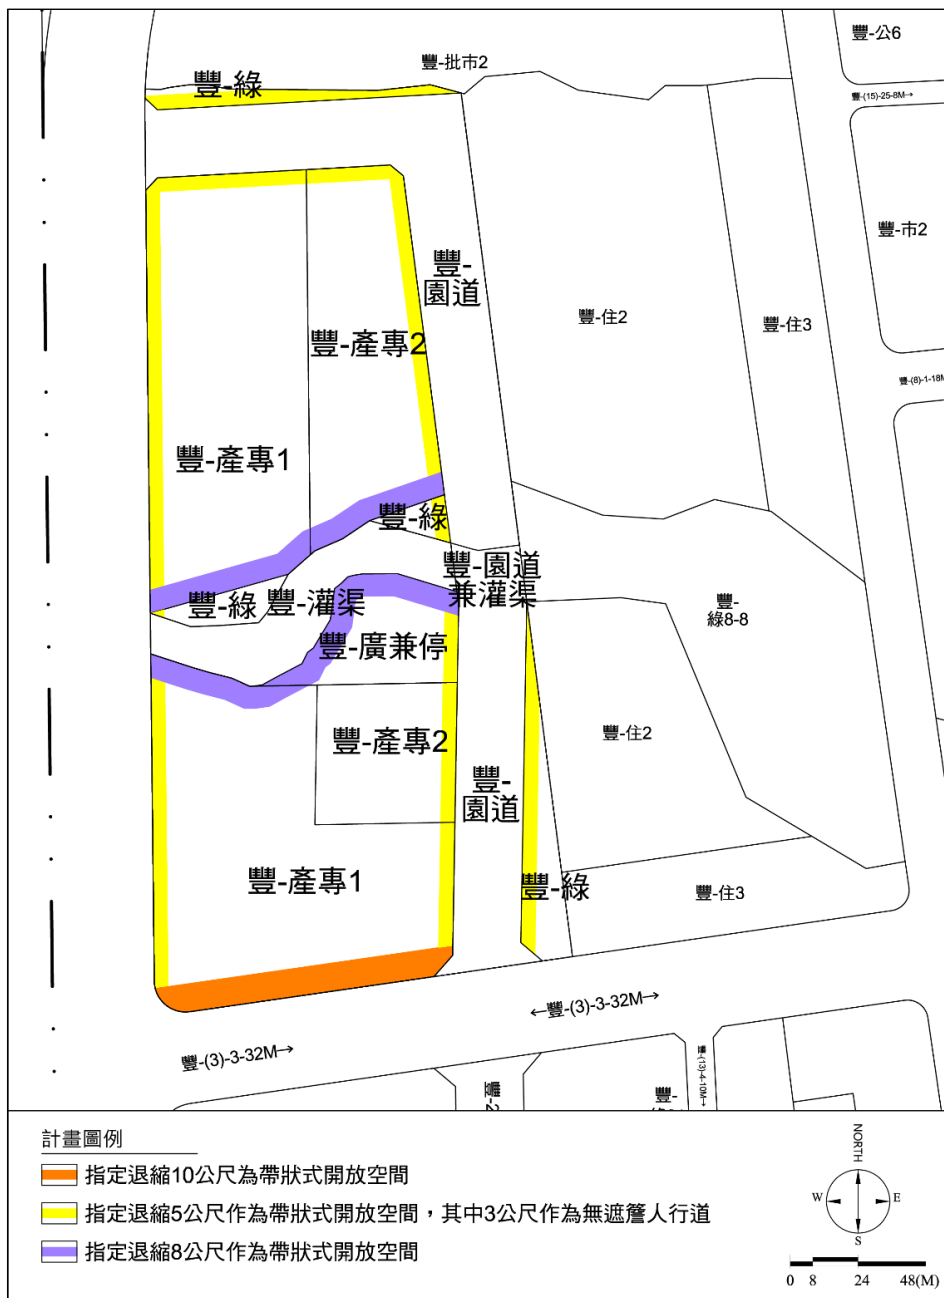 豐-公6
豐-批市2
豐-綠
豐-(15)-25-8M→
豐-市2
豐-
園道
豐-住2
豐-住3
豐-產專2
豐-(8)-1-18M
豐-產專1
豐-綠
豐-園道
兼灌渠
豐-綠
豐-灌渠
豐-
綠8-8
豐-廣兼停
豐-產專2
豐-住2
豐-
園道
豐-產專1
豐-綠
豐-住3
←豐-(3)-3-32M→
豐-(3)-3-32M→
豐-(13)-4-10M→
豐-2
豐-
計畫圖例
指定退縮10公尺為帶狀式開放空間
指定退縮5公尺作為帶狀式開放空間，其中3公尺作為無遮簷人行道
指定退縮8公尺作為帶狀式開放空間
NORTH
W
E
S
0 8 24 48(M)